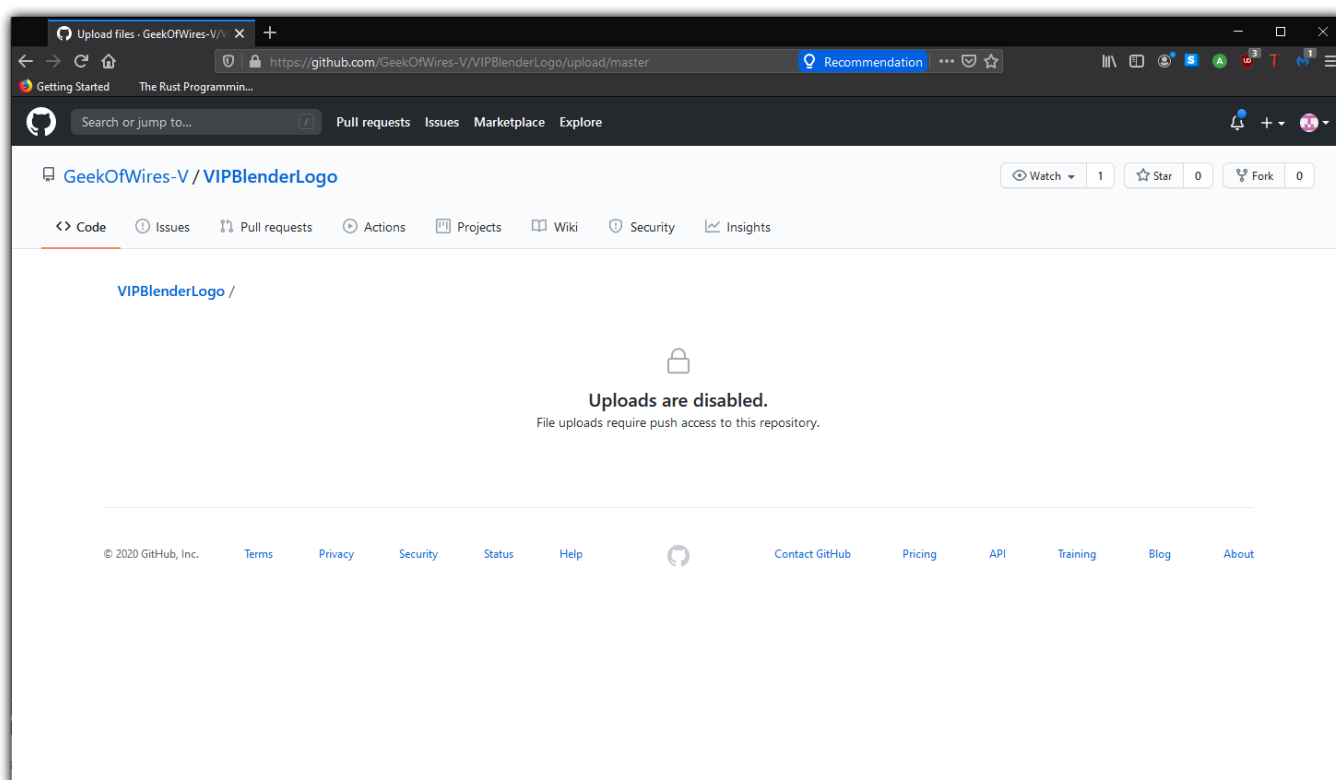 Upload files · GeekOfWires-V/V
https://github.com/GeekOfWires-V/VIPBlenderLogo/upload/master
Recommendation
S
A
3
T
1
Getting Started The Rust Programmin...
Search or jump to... /
Pull requests Issues Marketplace Explore
GeekOfWires-V / VIPBlenderLogo
Watch 1 Star 0 Fork 0
Code Issues Pull requests Actions Projects Wiki Security Insights
VIPBlenderLogo /
Uploads are disabled.
File uploads require push access to this repository.
© 2020 GitHub, Inc. Terms Privacy Security Status Help Contact GitHub Pricing API Training Blog About